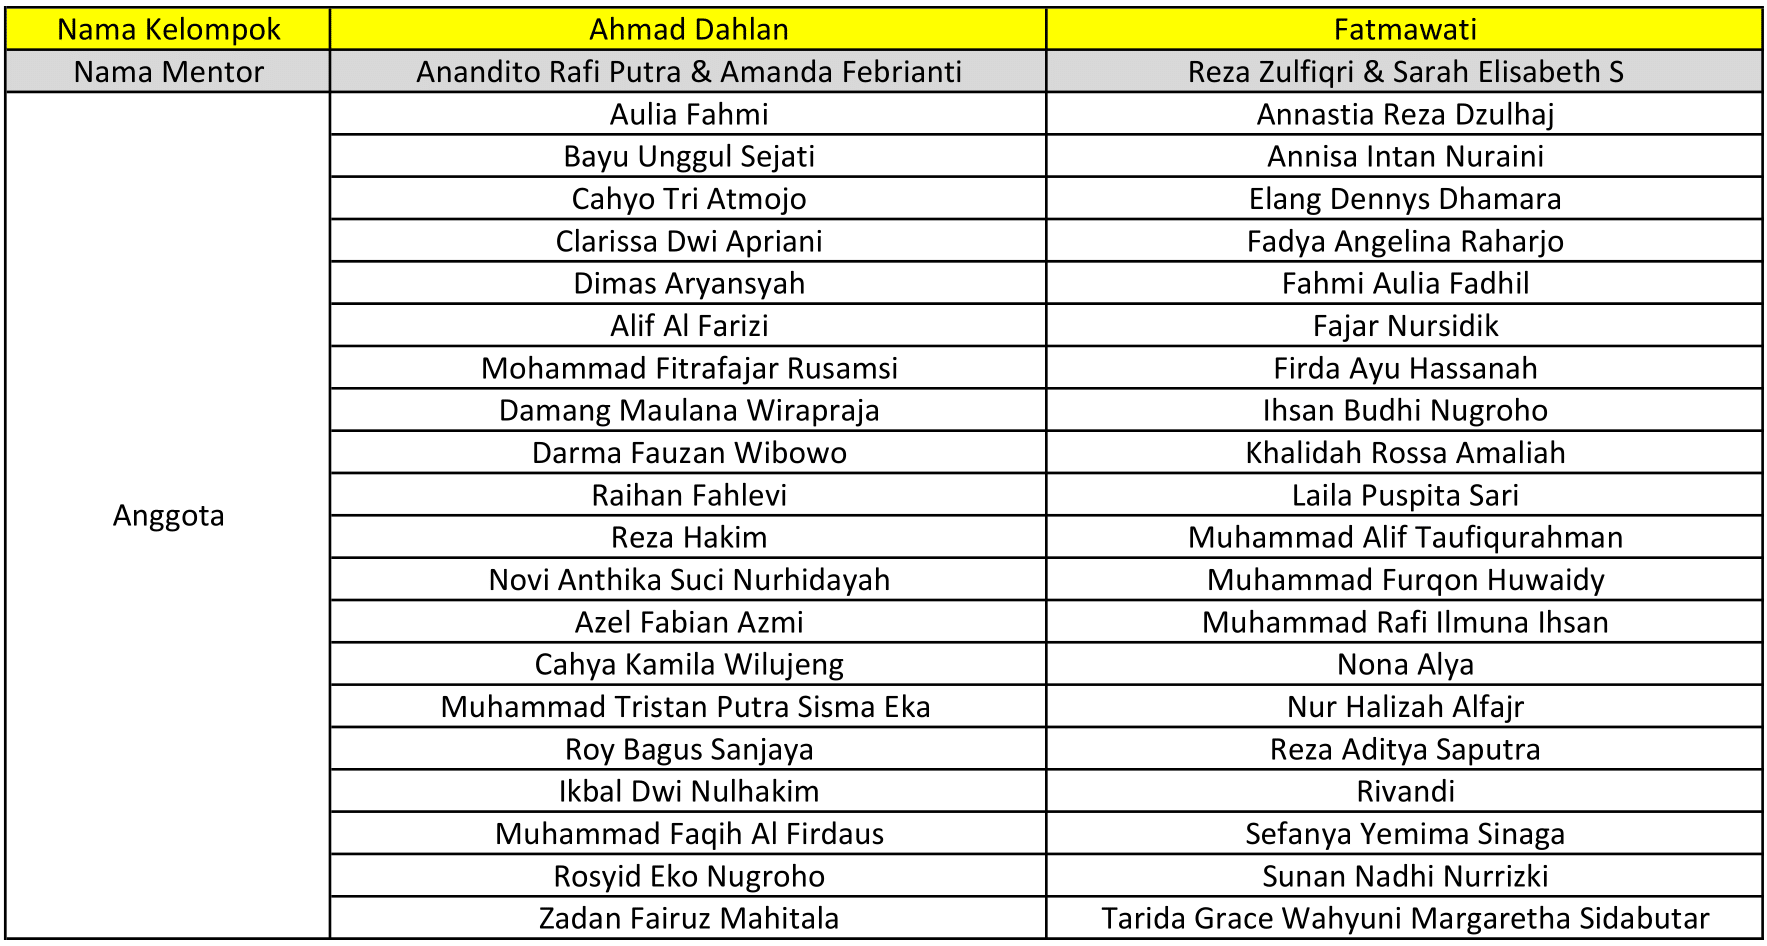 Nama Kelompok Ahmad Dahlan Fatmawati
Nama Mentor Anandito Rafi Putra & Amanda Febrianti Reza Zulfiqri & Sarah Elisabeth S
Aulia Fahmi Annastia Reza Dzulhaj
Bayu Unggul Sejati Annisa Intan Nuraini
Cahyo Tri Atmojo Elang Dennys Dhamara
Clarissa Dwi Apriani Fadya Angelina Raharjo
Dimas Aryansyah Fahmi Aulia Fadhil
Alif Al Farizi Fajar Nursidik
Mohammad Fitrafajar Rusamsi Firda Ayu Hassanah
Damang Maulana Wirapraja Ihsan Budhi Nugroho
Darma Fauzan Wibowo Khalidah Rossa Amaliah
Raihan Fahlevi Laila Puspita Sari
Anggota
Reza Hakim Muhammad Alif Taufiqurahman
Novi Anthika Suci Nurhidayah Muhammad Furqon Huwaidy
Azel Fabian Azmi Muhammad Rafi Ilmuna Ihsan
Cahya Kamila Wilujeng Nona Alya
Muhammad Tristan Putra Sisma Eka Nur Halizah Alfajr
Roy Bagus Sanjaya Reza Aditya Saputra
Ikbal Dwi Nulhakim Rivandi
Muhammad Faqih Al Firdaus Sefanya Yemima Sinaga
Rosyid Eko Nugroho Sunan Nadhi Nurrizki
Zadan Fairuz Mahitala Tarida Grace Wahyuni Margaretha Sidabutar